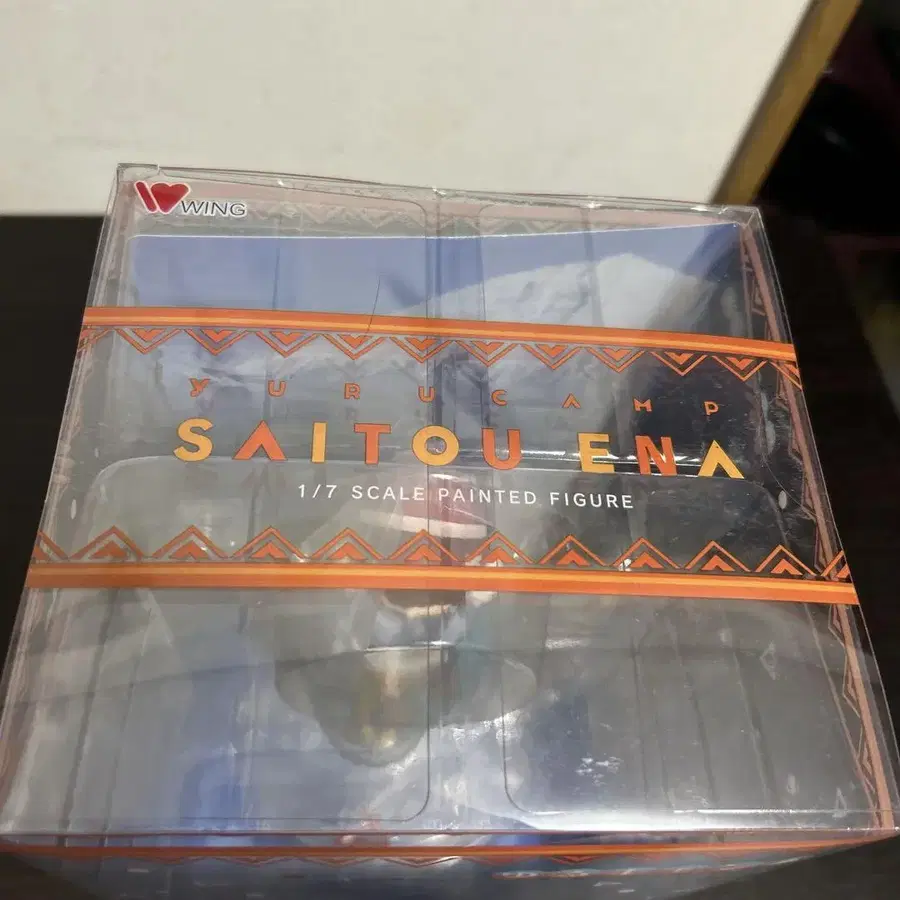 WING
YURUCAMP
SAITOU ENA
1/7 SCALE PAINTED FIGURE